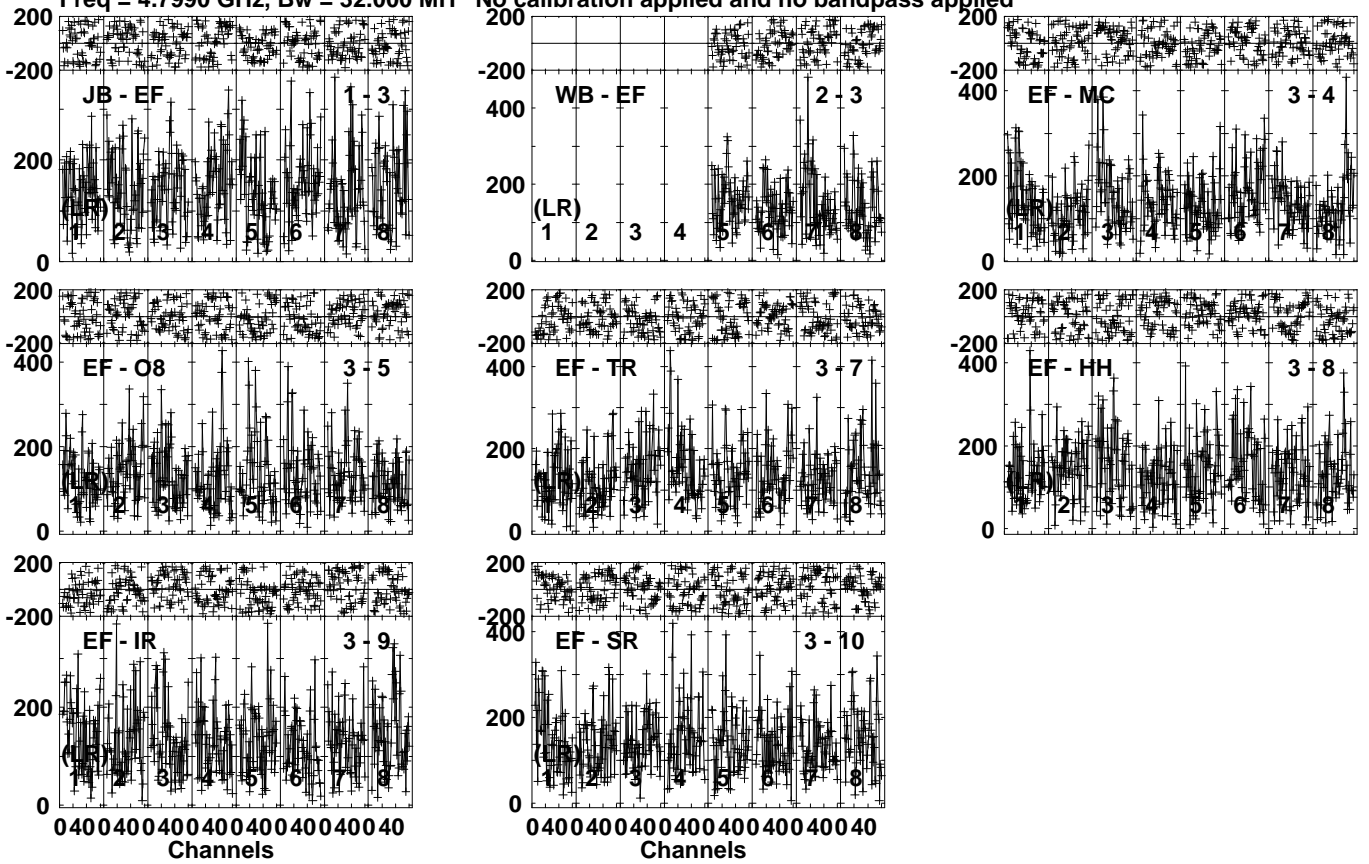 Freq = 4.7990 GHz, Bw = 32.000 MH No calibration applied and no bandpass applied
200
-200
JB - EF 1 - 3
200
(LR)
1 2 3 4 5 6 7 8
0
200
-200
WB - EF 2 - 3
400
200
(LR)
1 2 3 4 5 6 7 8
0
200
-200
EF - MC 3 - 4
400
200
(LR)
1 2 3 4 5 6 7 8
0
200
-200
EF - O8 3 - 5
400
200
(LR)
1 2 3 4 5 6 7 8
0
200
-200
EF - TR 3 - 7
400
200
(LR)
1 2 3 4 5 6 7 8
0
200
-200
EF - HH 3 - 8
400
200
(LR)
1 2 3 4 5 6 7 8
0
200
-200
EF - IR 3 - 9
200
(LR)
1 2 3 4 5 6 7 8
0
0 40 0 40 0 40 0 40 0 40 0 40 0 40 0 40
Channels
200
-200
EF - SR 3 - 10
400
200
(LR)
1 2 3 4 5 6 7 8
0
0 40 0 40 0 40 0 40 0 40 0 40 0 40 0 40
Channels